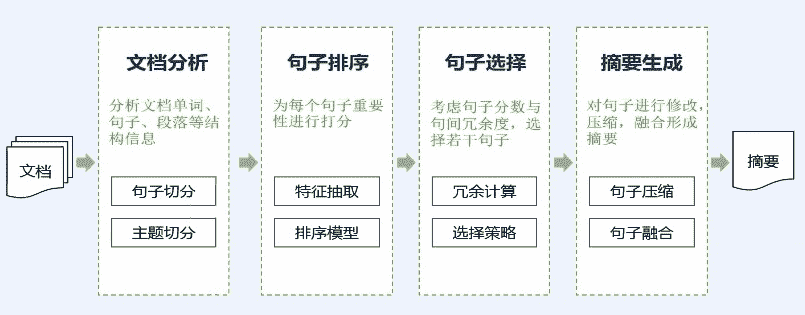 文档
文档分析
分析文档单词、
句子、段落等结
构信息
句子切分
主题切分
句子排序
为每个句子重要
性进行打分
特征抽取
排序模型
句子选择
考虑句子分数与
句间冗余度，选
择若干句子
冗余计算
选择策略
摘要生成
对句子进行修改，
压缩，融合形成
摘要
句子压缩
句子融合
摘要